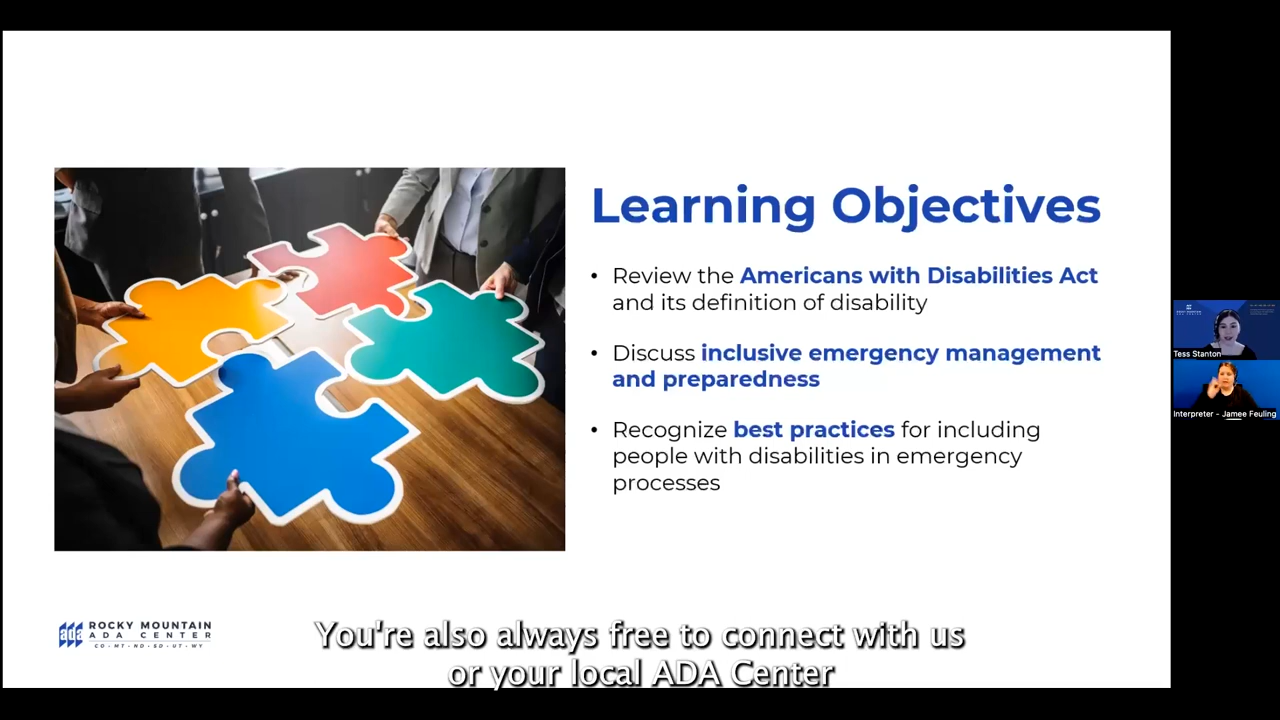 Learning Objectives
• Review the Americans with Disabilities Act
and its definition of disability
• Discuss inclusive emergency management
and preparedness
• Recognize best practices for including
people with disabilities in emergency
processes
ada
ROCKY MOUNTAIN
ADA CENTER
CO • MT • ND • SD • UT • WY
You're also always free to connect with us
or your local ADA Center
Tess Stanton
Interpreter - Jamee Feuling